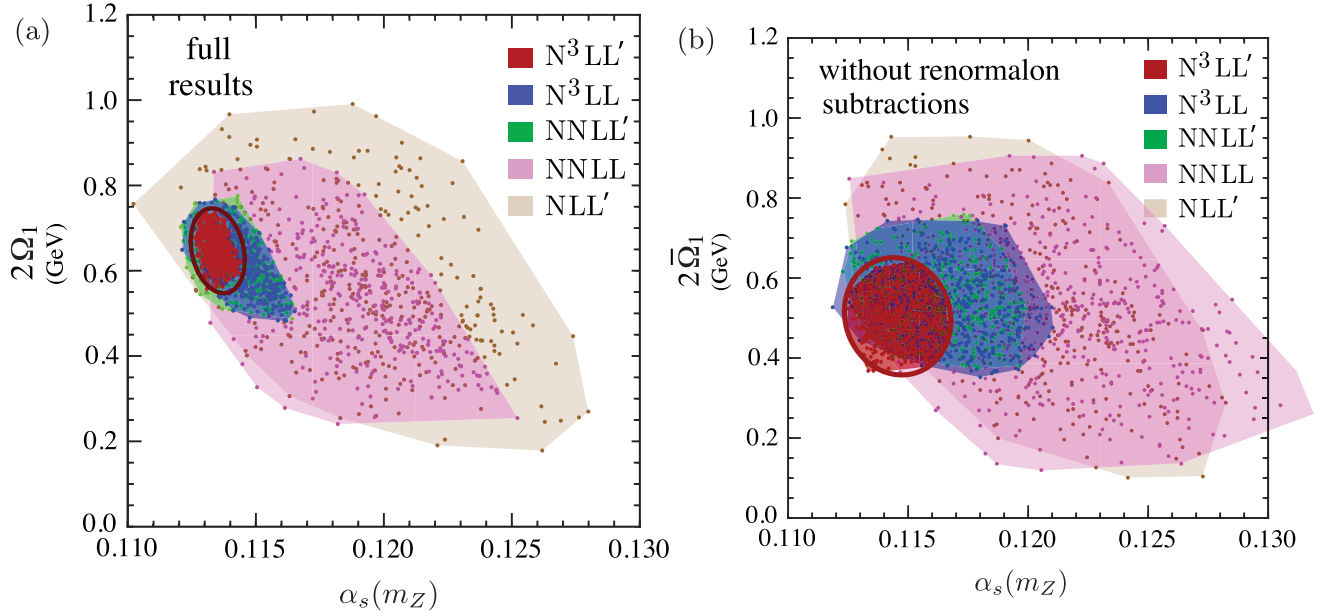 (a)
full
results
N³LL′
N³LL
NNLL′
NNLL
NLL′
2Ω₁
(GeV)
1.2
1.0
0.8
0.6
0.4
0.2
0.0
0.110
0.115
0.120
0.125
0.130
αₛ(m_Z)
(b)
without renormalon
subtractions
N³LL′
N³LL
NNLL′
NNLL
NLL′
2Ω̄₁
(GeV)
1.2
1.0
0.8
0.6
0.4
0.2
0.0
0.110
0.115
0.120
0.125
0.130
αₛ(m_Z)